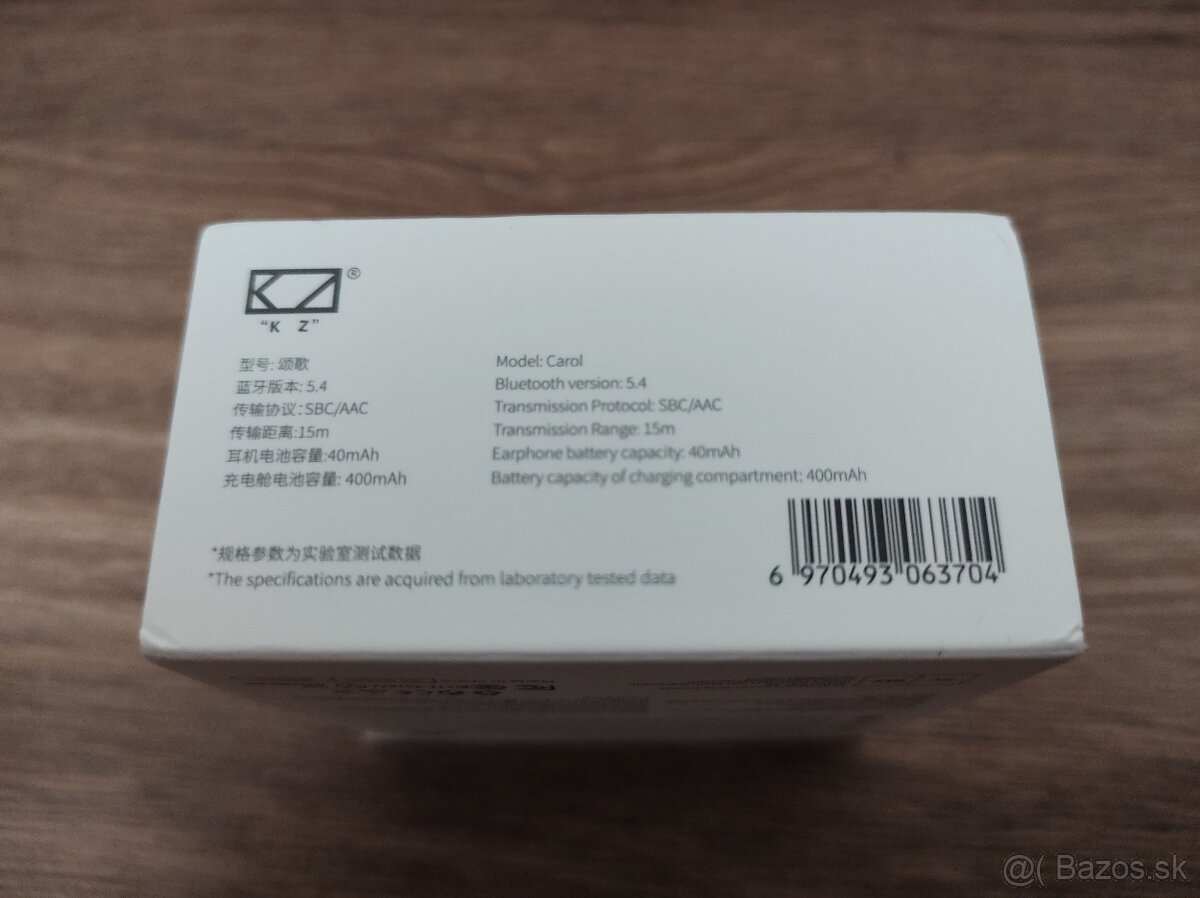 KZ®
"K Z"
型号: 颂歌
蓝牙版本: 5.4
传输协议: SBC/AAC
传输距离:15m
耳机电池容量:40mAh
充电舱电池容量: 400mAh
Model: Carol
Bluetooth version: 5.4
Transmission Protocol: SBC/AAC
Transmission Range: 15m
Earphone battery capacity: 40mAh
Battery capacity of charging compartment: 400mAh
*规格参数为实验室测试数据
*The specifications are acquired from laboratory tested data
6 970493 063704
@( Bazos.sk